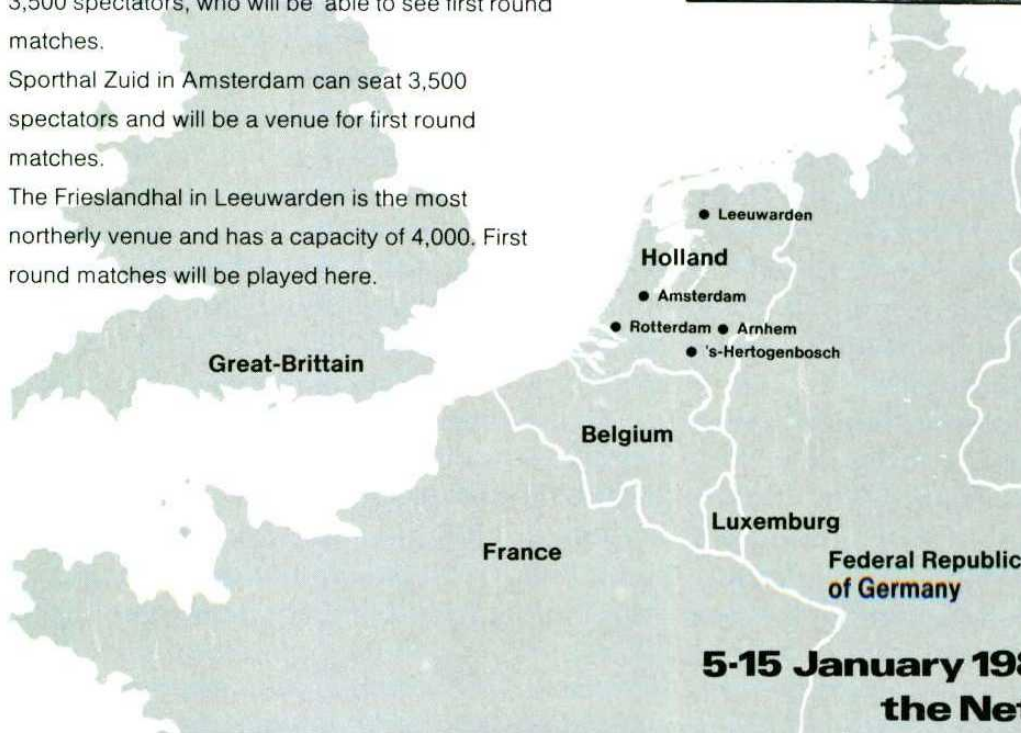 3,500 spectators, who will be able to see first round
matches.
Sporthal Zuid in Amsterdam can seat 3,500
spectators and will be a venue for first round
matches.
The Frieslandhal in Leeuwarden is the most
northerly venue and has a capacity of 4,000. First
round matches will be played here.
Leeuwarden
Holland
Amsterdam
Rotterdam
Arnhem
's-Hertogenbosch
Great-Brittain
Belgium
Luxemburg
France
Federal Republic
of Germany
5-15 January 198
the Net